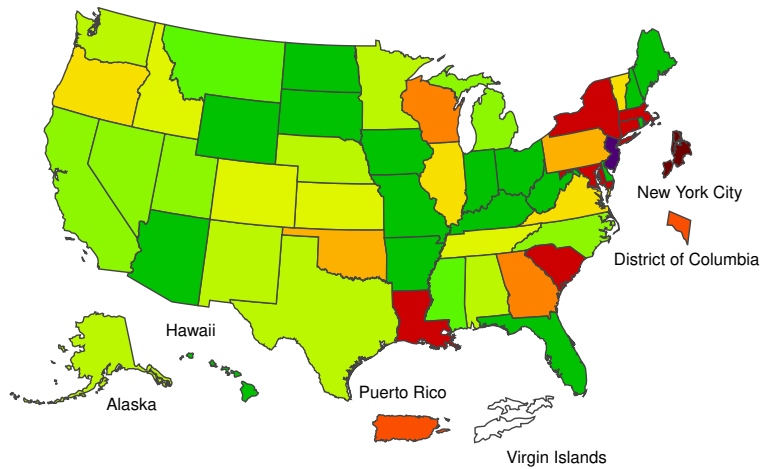 New York City
District of Columbia
Hawaii
Alaska
Puerto Rico
Virgin Islands